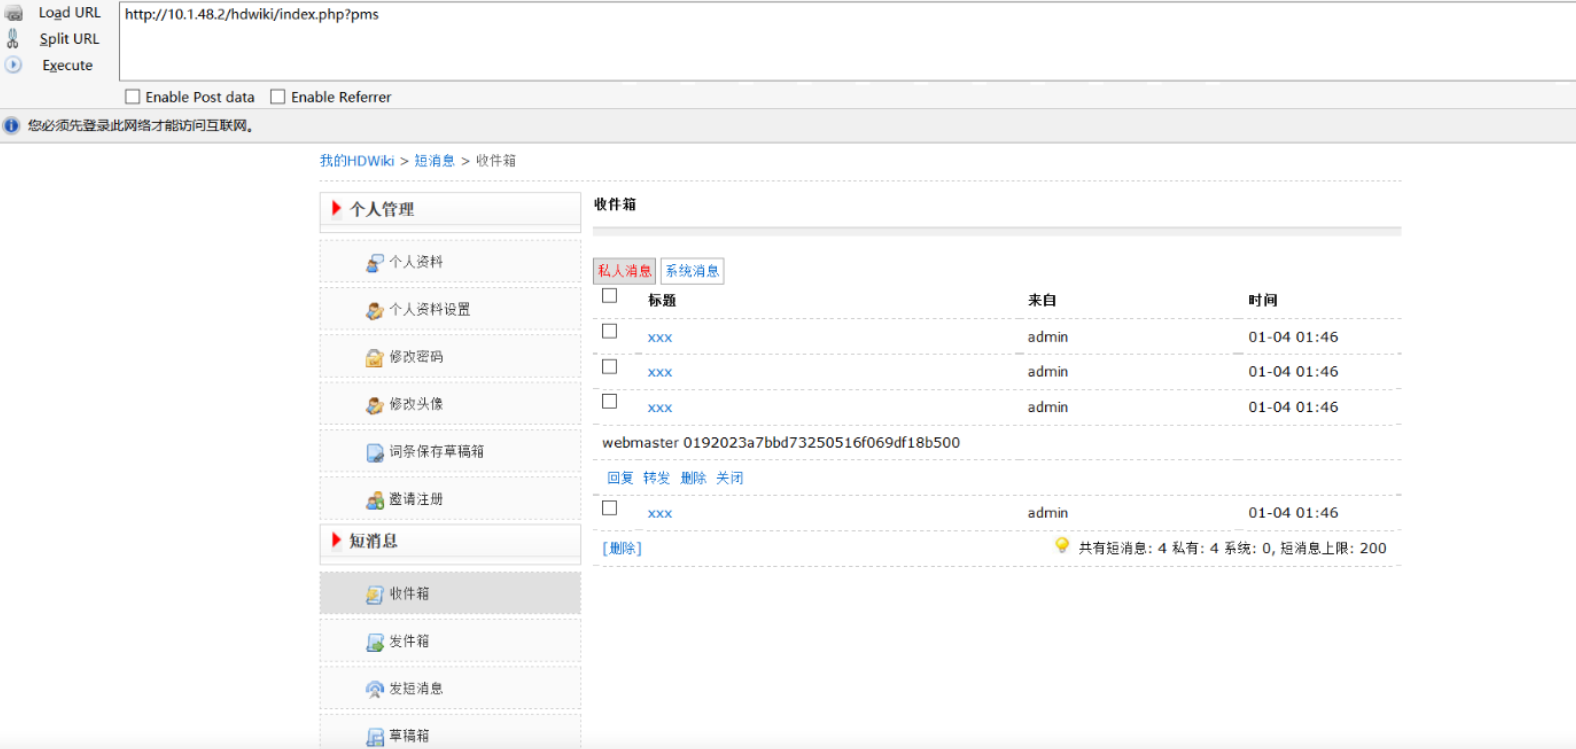 Load URL
http://10.1.48.2/hdwiki/index.php?pms
Split URL
Execute
Enable Post data Enable Referrer
您必须先登录此网络才能访问互联网。
我的HDWiki > 短消息 > 收件箱
个人管理
个人资料
个人资料设置
修改密码
修改头像
词条保存草稿箱
邀请注册
短消息
收件箱
发件箱
发短消息
草稿箱
收件箱
私人消息 系统消息
标题 来自 时间
xxx admin 01-04 01:46
xxx admin 01-04 01:46
xxx admin 01-04 01:46
webmaster 0192023a7bbd73250516f069df18b500
回复 转发 删除 关闭
xxx admin 01-04 01:46
[删除] 共有短消息: 4 私有: 4 系统: 0, 短消息上限: 200